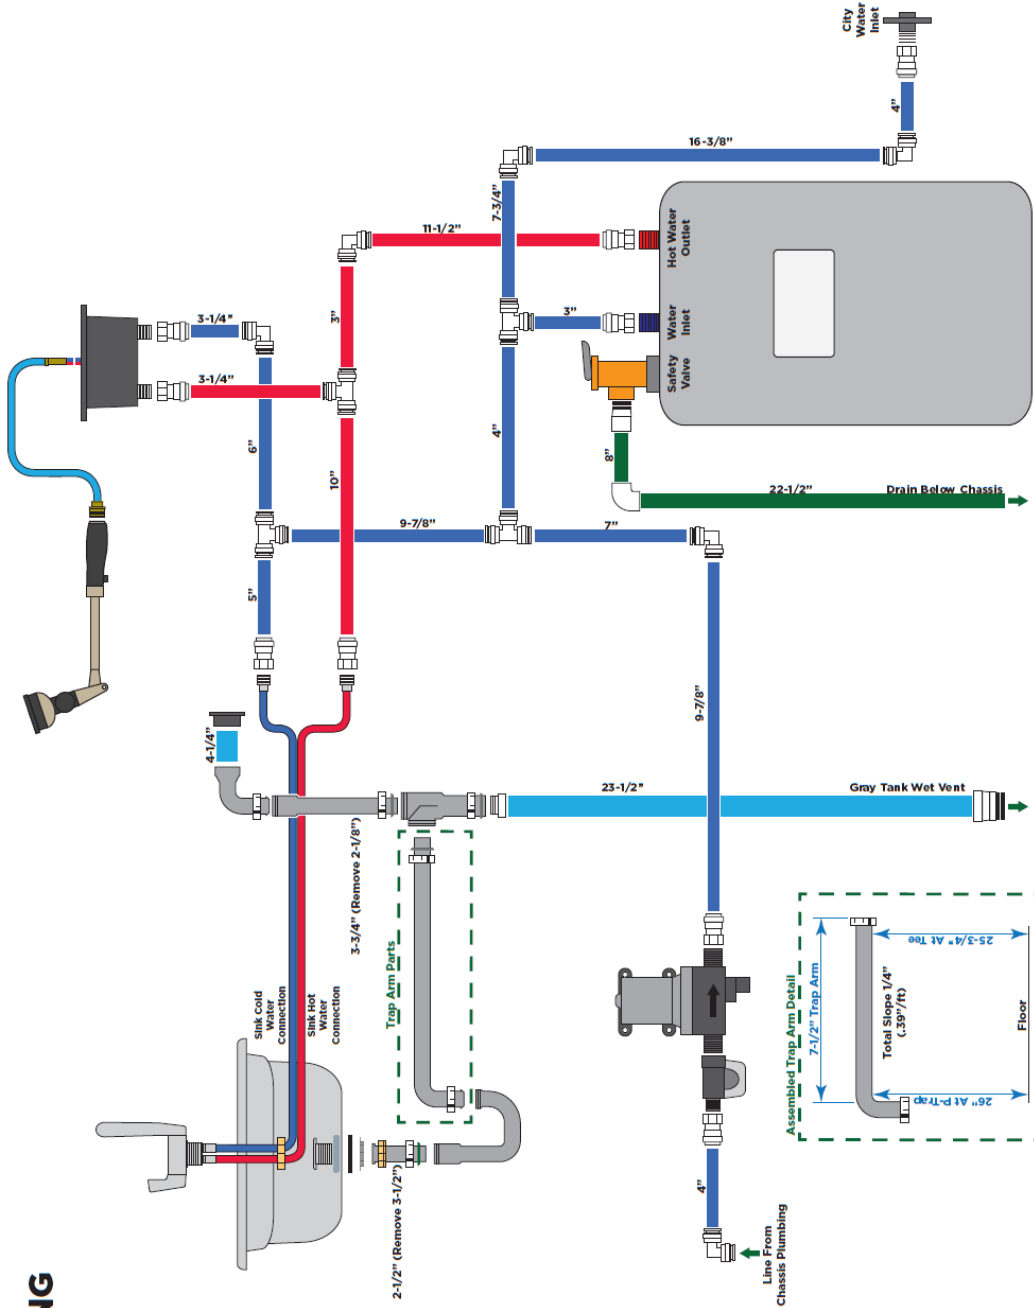 City
Water
Inlet
4"
16-3/8"
7-3/4"
11-1/2"
Hot Water
Outlet
3-1/4"
3"
3"
Water
Inlet
Safety
Valve
3-1/4"
6"
10"
4"
8"
22-1/2"
Drain Below Chassis
9-7/8"
7"
5"
4-1/4"
9-7/8"
23-1/2"
Gray Tank Wet Vent
3-3/4" (Remove 2-1/8")
Trap Arm Parts
Sink Cold
Water
Connection
Sink Hot
Water
Connection
Assembled Trap Arm Detail
7-1/2" Trap Arm
25-3/4" At Tee
Total Slope 1/4"
(.39"/ft)
26" At P-Trap
Floor
2-1/2" (Remove 3-1/2")
4"
Line From
Chassis Plumbing
NG